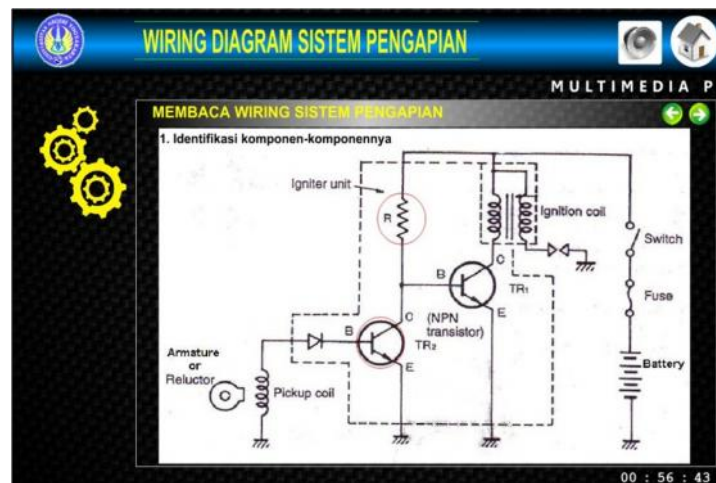 WIRING DIAGRAM SISTEM PENGAPIAN
MULTIMEDIA P
MEMBACA WIRING SISTEM PENGAPIAN
1. Identifikasi komponen-komponennya
Igniter unit
R
Ignition coil
Switch
C
B
TR1
Fuse
E
C
(NPN
transistor)
B
TR2
E
Armature
or
Reluctor
Pickup coil
Battery
00 : 56 : 43